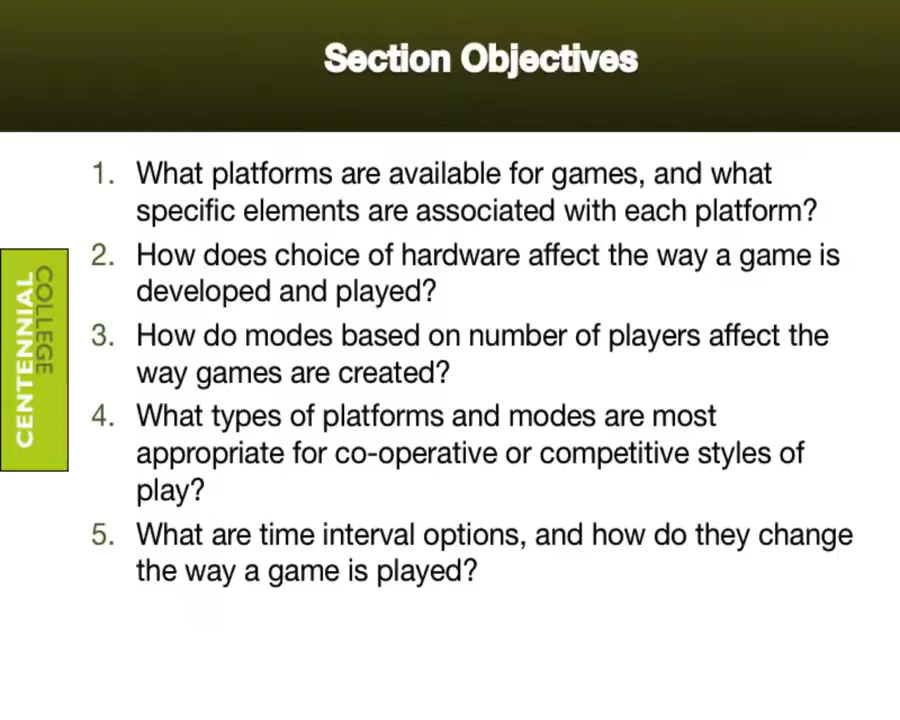 Section Objectives
1. What platforms are available for games, and what
specific elements are associated with each platform?
2. How does choice of hardware affect the way a game is
developed and played?
3. How do modes based on number of players affect the
way games are created?
4. What types of platforms and modes are most
appropriate for co-operative or competitive styles of
play?
5. What are time interval options, and how do they change
the way a game is played?
CENTENNIAL
COLLEGE